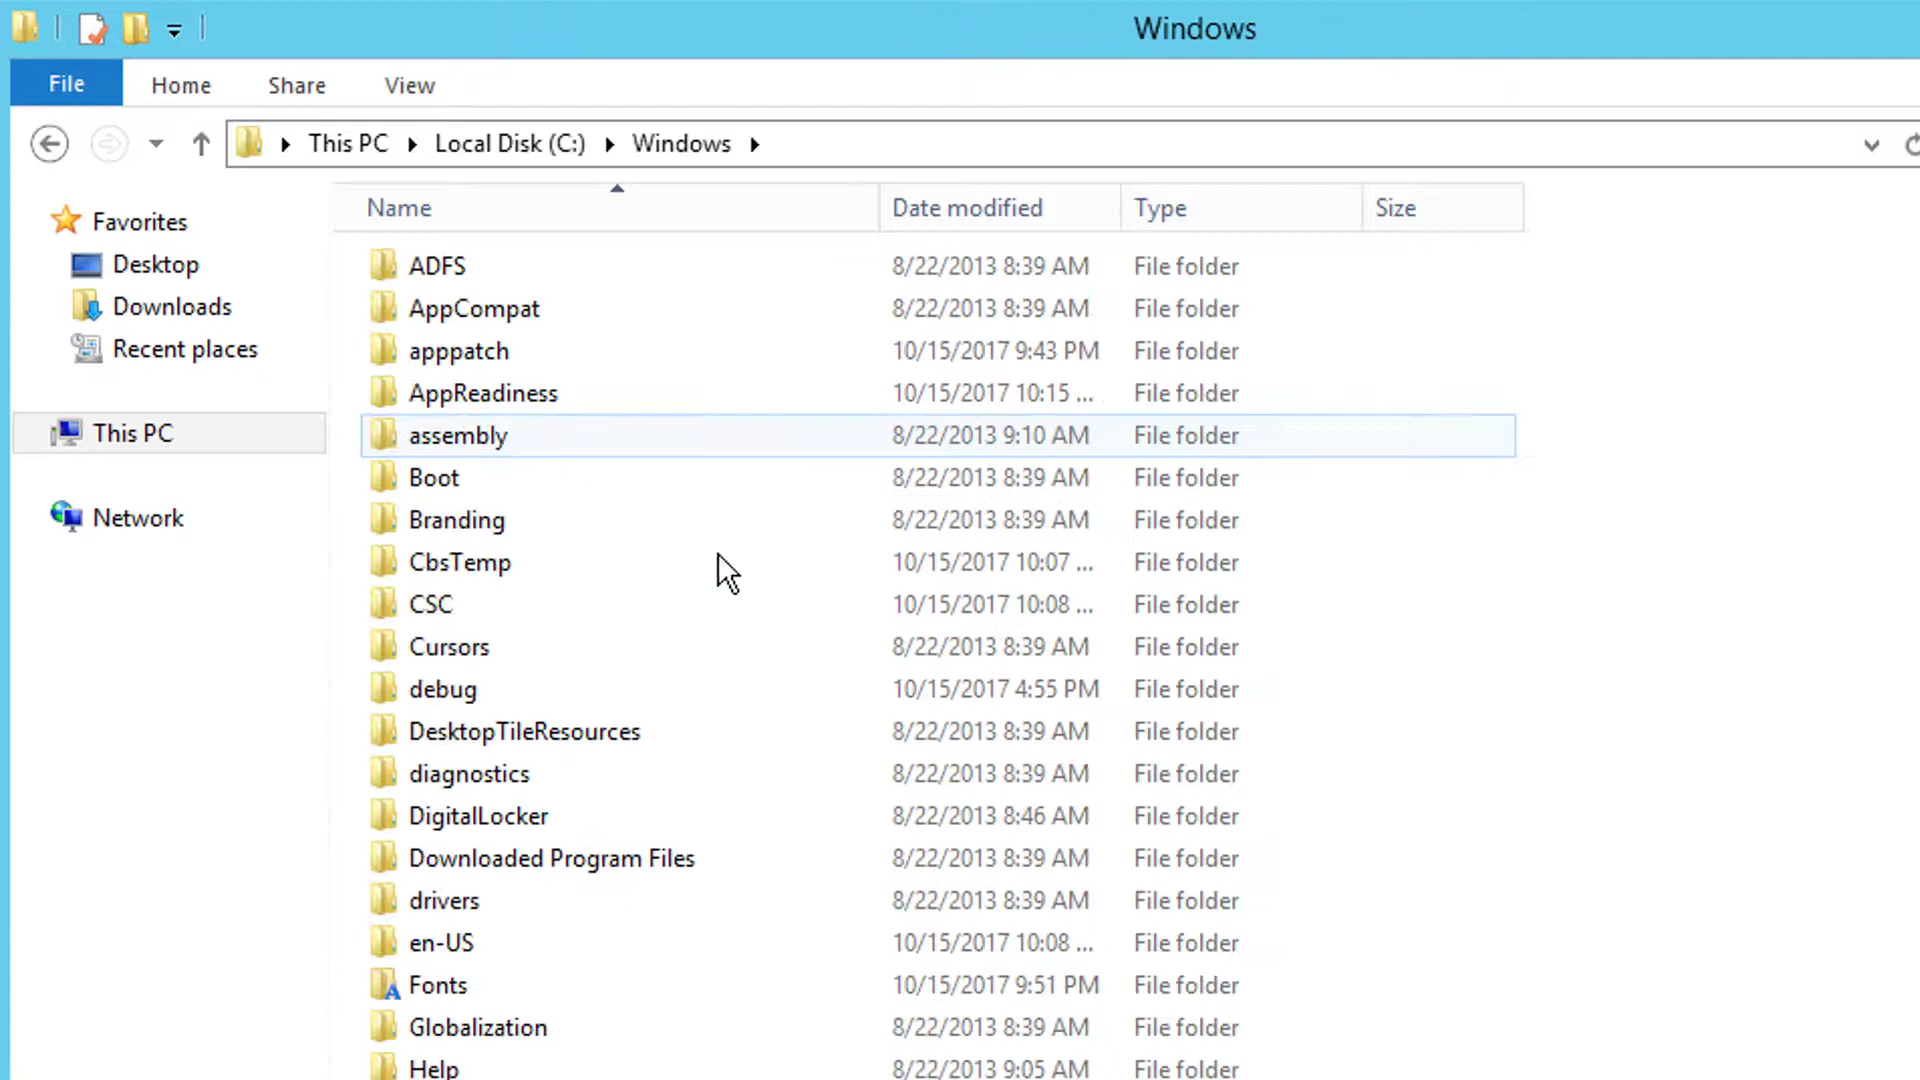 Windows
File Home Share View
This PC Local Disk (C:) Windows
Favorites
Desktop
Downloads
Recent places
This PC
Network
Name Date modified Type Size
ADFS 8/22/2013 8:39 AM File folder
AppCompat 8/22/2013 8:39 AM File folder
apppatch 10/15/2017 9:43 PM File folder
AppReadiness 10/15/2017 10:15 ... File folder
assembly 8/22/2013 9:10 AM File folder
Boot 8/22/2013 8:39 AM File folder
Branding 8/22/2013 8:39 AM File folder
CbsTemp 10/15/2017 10:07 ... File folder
CSC 10/15/2017 10:08 ... File folder
Cursors 8/22/2013 8:39 AM File folder
debug 10/15/2017 4:55 PM File folder
DesktopTileResources 8/22/2013 8:39 AM File folder
diagnostics 8/22/2013 8:39 AM File folder
DigitalLocker 8/22/2013 8:46 AM File folder
Downloaded Program Files 8/22/2013 8:39 AM File folder
drivers 8/22/2013 8:39 AM File folder
en-US 10/15/2017 10:08 ... File folder
Fonts 10/15/2017 9:51 PM File folder
Globalization 8/22/2013 8:39 AM File folder
Help 8/22/2013 9:05 AM File folder